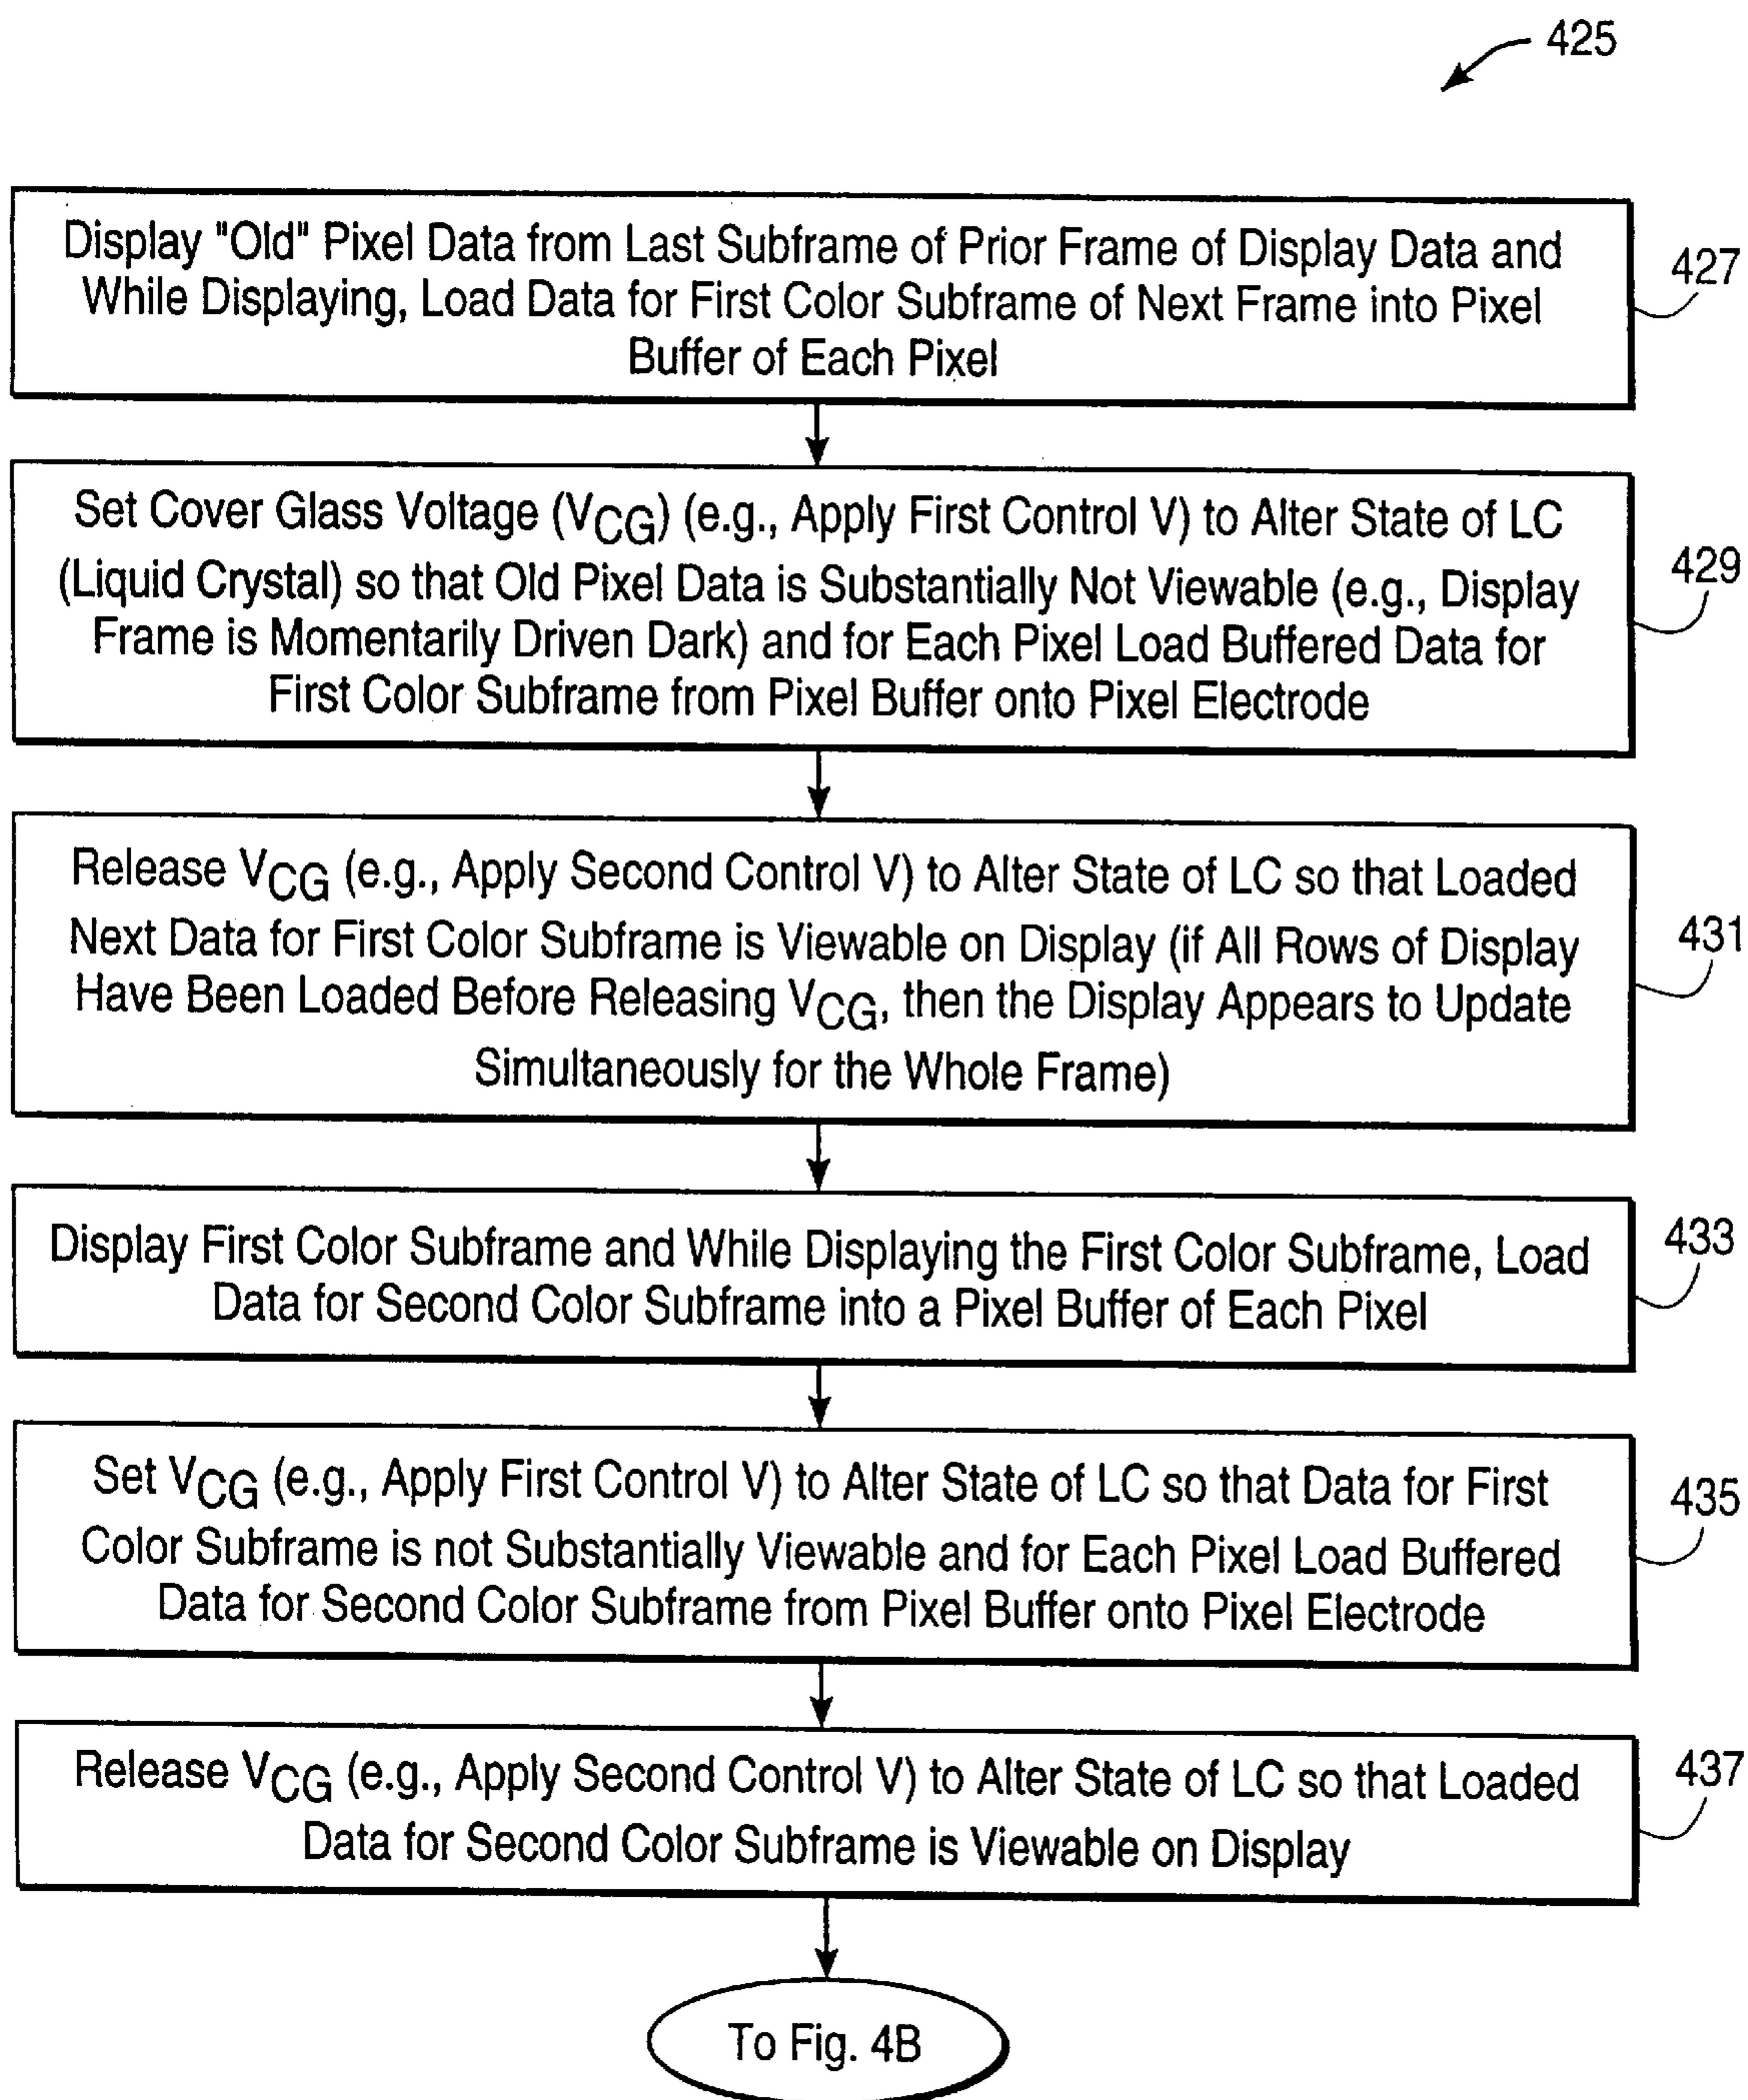 425
Display "Old" Pixel Data from Last Subframe of Prior Frame of Display Data and
While Displaying, Load Data for First Color Subframe of Next Frame into Pixel
Buffer of Each Pixel
427
Set Cover Glass Voltage (VCG) (e.g., Apply First Control V) to Alter State of LC
(Liquid Crystal) so that Old Pixel Data is Substantially Not Viewable (e.g., Display
Frame is Momentarily Driven Dark) and for Each Pixel Load Buffered Data for
First Color Subframe from Pixel Buffer onto Pixel Electrode
429
Release VCG (e.g., Apply Second Control V) to Alter State of LC so that Loaded
Next Data for First Color Subframe is Viewable on Display (if All Rows of Display
Have Been Loaded Before Releasing VCG, then the Display Appears to Update
Simultaneously for the Whole Frame)
431
Display First Color Subframe and While Displaying the First Color Subframe, Load
Data for Second Color Subframe into a Pixel Buffer of Each Pixel
433
Set VCG (e.g., Apply First Control V) to Alter State of LC so that Data for First
Color Subframe is not Substantially Viewable and for Each Pixel Load Buffered
Data for Second Color Subframe from Pixel Buffer onto Pixel Electrode
435
Release VCG (e.g., Apply Second Control V) to Alter State of LC so that Loaded
Data for Second Color Subframe is Viewable on Display
437
To Fig. 4B